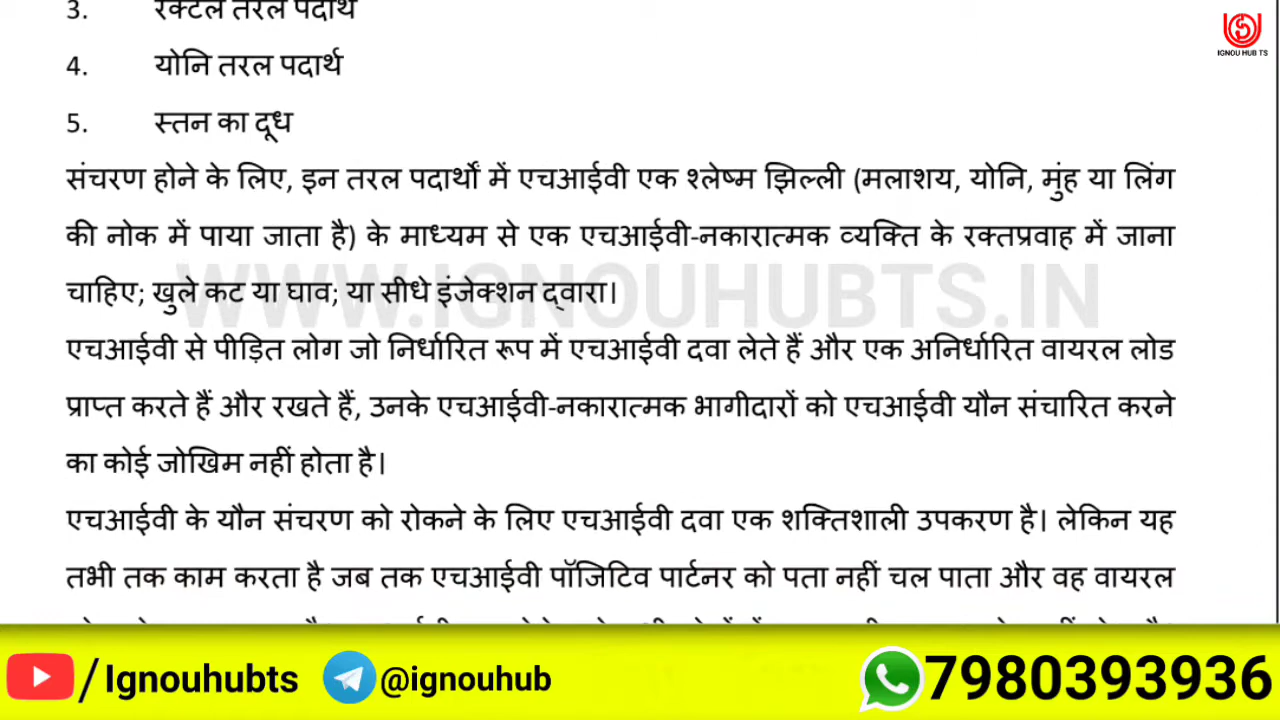 IGNOU HUB TS
3. रेक्टल तरल पदार्थ
4. योनि तरल पदार्थ
5. स्तन का दूध
संचरण होने के लिए, इन तरल पदार्थों में एचआईवी एक श्लेष्म झिल्ली (मलाशय, योनि, मुंह या लिंग
की नोक में पाया जाता है) के माध्यम से एक एचआईवी-नकारात्मक व्यक्ति के रक्तप्रवाह में जाना
चाहिए; खुले कट या घाव; या सीधे इंजेक्शन द्वारा।
WWW.IGNOUHUBTS.IN
एचआईवी से पीड़ित लोग जो निर्धारित रूप में एचआईवी दवा लेते हैं और एक अनिर्धारित वायरल लोड
प्राप्त करते हैं और रखते हैं, उनके एचआईवी-नकारात्मक भागीदारों को एचआईवी यौन संचारित करने
का कोई जोखिम नहीं होता है।
एचआईवी के यौन संचरण को रोकने के लिए एचआईवी दवा एक शक्तिशाली उपकरण है। लेकिन यह
तभी तक काम करता है जब तक एचआईवी पॉजिटिव पार्टनर को पता नहीं चल पाता और वह वायरल
/Ignouhubts @ignouhub 7980393936